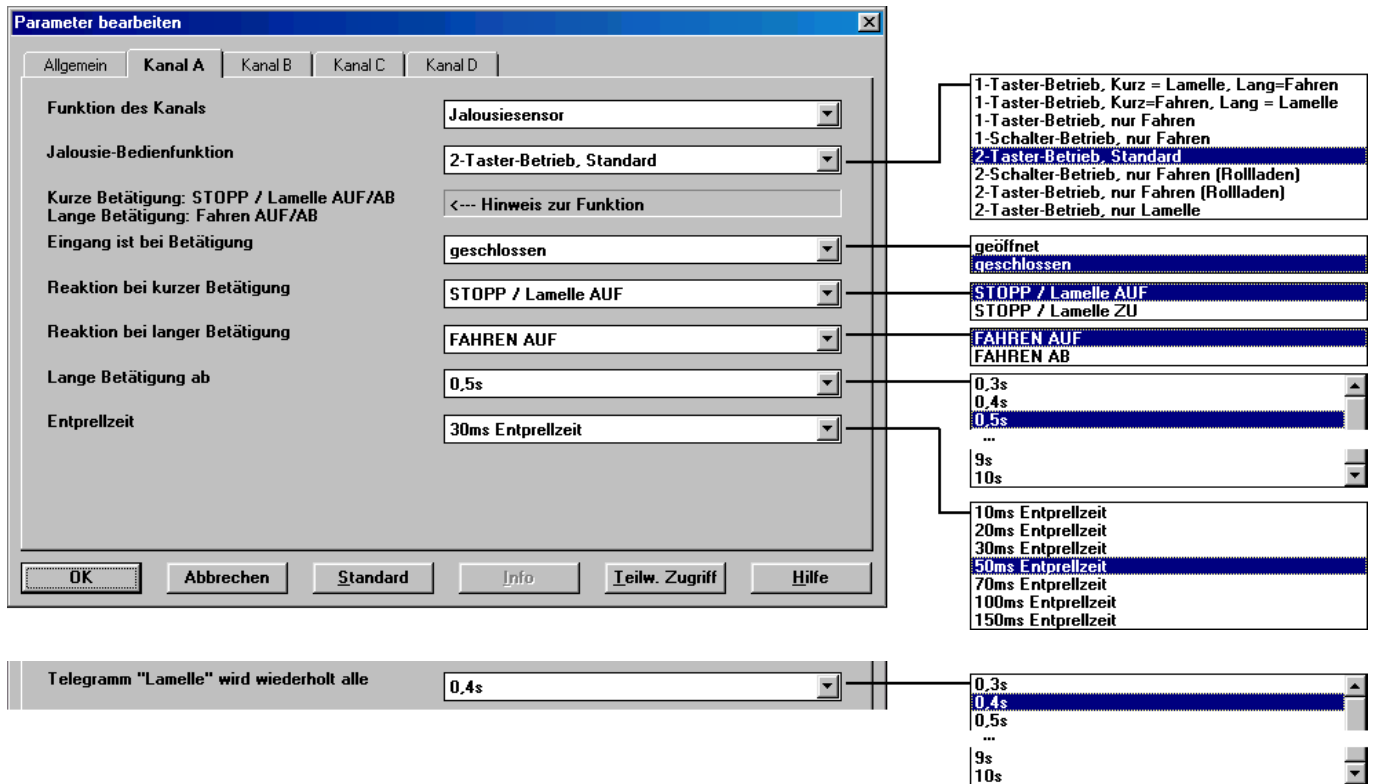 Parameter bearbeiten
Allgemein Kanal A Kanal B Kanal C Kanal D
Funktion des Kanals Jalousiesensor
Jalousie-Bedienfunktion 2-Taster-Betrieb, Standard
Kurze Betätigung: STOPP / Lamelle AUF/AB
Lange Betätigung: Fahren AUF/AB
<--- Hinweis zur Funktion
Eingang ist bei Betätigung geschlossen
Reaktion bei kurzer Betätigung STOPP / Lamelle AUF
Reaktion bei langer Betätigung FAHREN AUF
Lange Betätigung ab 0,5s
Entprellzeit 30ms Entprellzeit
OK Abbrechen Standard Info Teilw. Zugriff Hilfe
1-Taster-Betrieb, Kurz = Lamelle, Lang=Fahren
1-Taster-Betrieb, Kurz=Fahren, Lang = Lamelle
1-Taster-Betrieb, nur Fahren
1-Schalter-Betrieb, nur Fahren
2-Taster-Betrieb, Standard
2-Schalter-Betrieb, nur Fahren (Rollladen)
2-Taster-Betrieb, nur Fahren (Rollladen)
2-Taster-Betrieb, nur Lamelle
geöffnet
geschlossen
STOPP / Lamelle AUF
STOPP / Lamelle ZU
FAHREN AUF
FAHREN AB
0,3s
0,4s
0,5s
...
9s
10s
10ms Entprellzeit
20ms Entprellzeit
30ms Entprellzeit
50ms Entprellzeit
70ms Entprellzeit
100ms Entprellzeit
150ms Entprellzeit
Telegramm "Lamelle" wird wiederholt alle 0,4s
0,3s
0,4s
0,5s
...
9s
10s